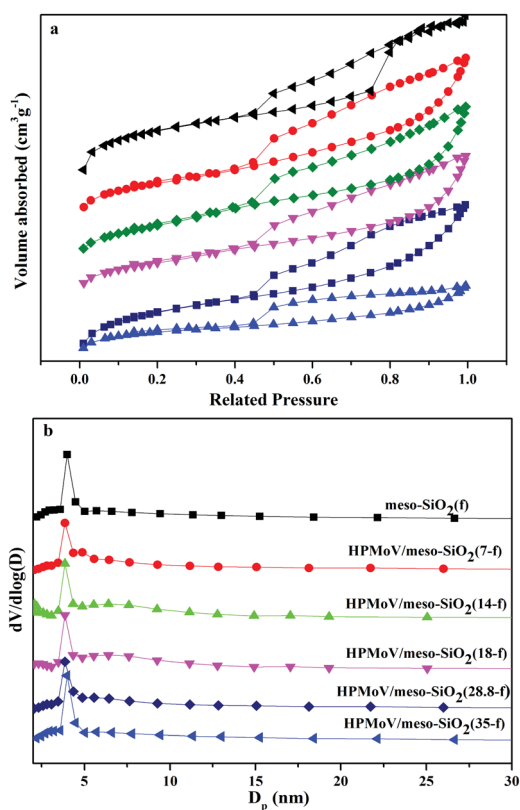 a
Volume absorbed (cm³g⁻¹)
0.0 0.2 0.4 0.6 0.8 1.0
Related Pressure
b
dV/dlog(D)
meso-SiO₂(f)
HPMoV/meso-SiO₂(7-f)
HPMoV/meso-SiO₂(14-f)
HPMoV/meso-SiO₂(18-f)
HPMoV/meso-SiO₂(28.8-f)
HPMoV/meso-SiO₂(35-f)
5 10 15 20 25 30
Dₚ (nm)